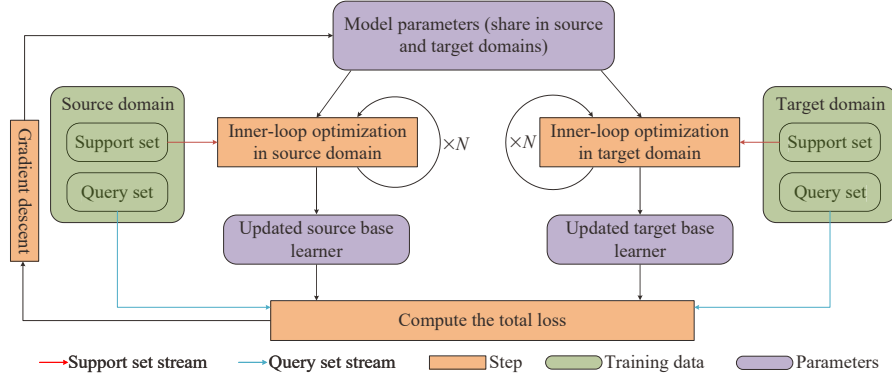 Model parameters (share in source
and target domains)
Source domain
Support set
Query set
Inner-loop optimization
in source domain
×N
×N
Inner-loop optimization
in target domain
Target domain
Support set
Query set
Gradient descent
Updated source base
learner
Updated target base
learner
Compute the total loss
Support set stream
Query set stream
Step
Training data
Parameters